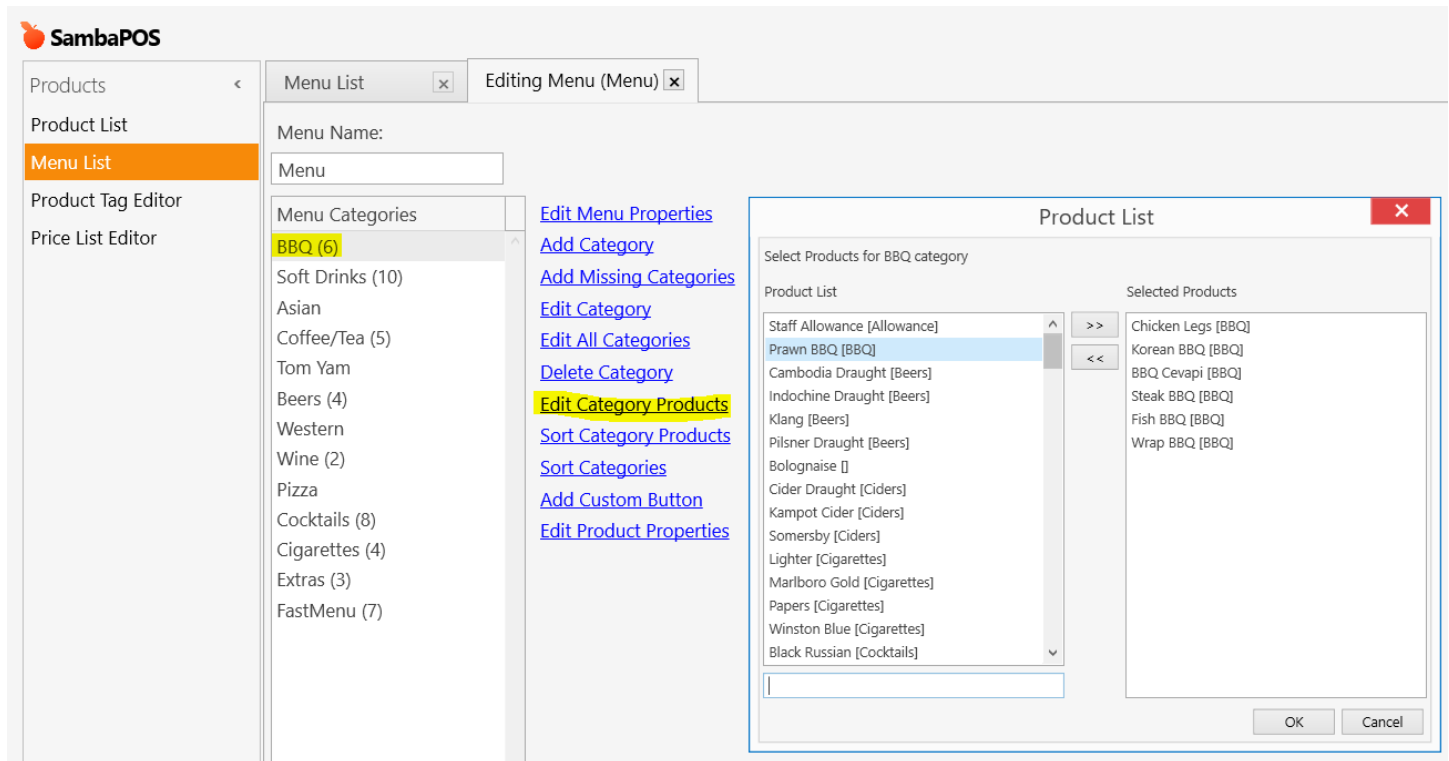 SambaPOS
Products
Product List
Menu List
Product Tag Editor
Price List Editor
Menu List
Editing Menu (Menu)
Menu Name:
Menu
Menu Categories
BBQ (6)
Soft Drinks (10)
Asian
Coffee/Tea (5)
Tom Yam
Beers (4)
Western
Wine (2)
Pizza
Cocktails (8)
Cigarettes (4)
Extras (3)
FastMenu (7)
Edit Menu Properties
Add Category
Add Missing Categories
Edit Category
Edit All Categories
Delete Category
Edit Category Products
Sort Category Products
Sort Categories
Add Custom Button
Edit Product Properties
Product List
Select Products for BBQ category
Product List
Staff Allowance [Allowance]
Prawn BBQ [BBQ]
Cambodia Draught [Beers]
Indochine Draught [Beers]
Klang [Beers]
Pilsner Draught [Beers]
Bolognaise []
Cider Draught [Ciders]
Kampot Cider [Ciders]
Somersby [Ciders]
Lighter [Cigarettes]
Marlboro Gold [Cigarettes]
Papers [Cigarettes]
Winston Blue [Cigarettes]
Black Russian [Cocktails]
>>
<<
Selected Products
Chicken Legs [BBQ]
Korean BBQ [BBQ]
BBQ Cevapi [BBQ]
Steak BBQ [BBQ]
Fish BBQ [BBQ]
Wrap BBQ [BBQ]
OK
Cancel